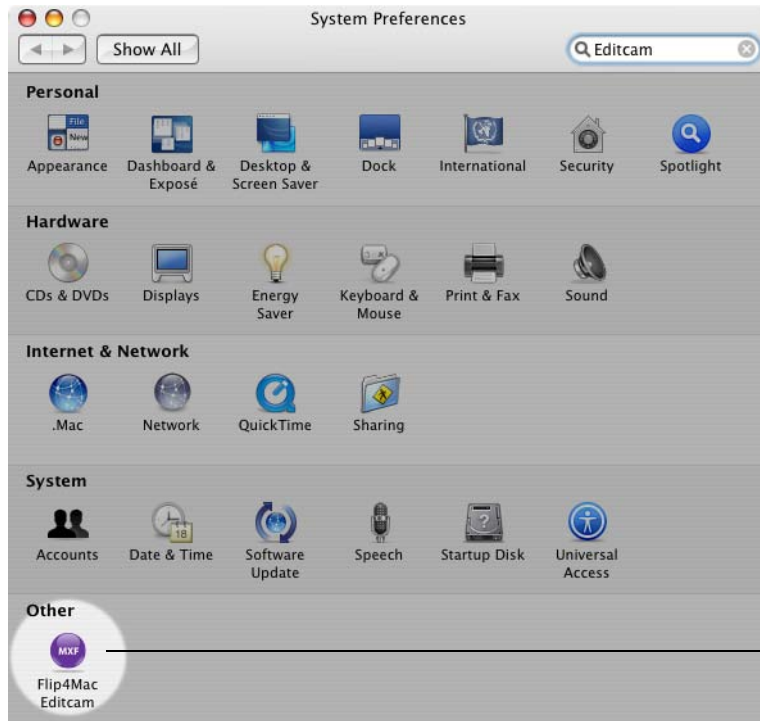 System Preferences
Show All
Editcam
Personal
File
New
Appearance
Dashboard &
Exposé
Desktop &
Screen Saver
Dock
International
Security
Spotlight
Hardware
CDs & DVDs
Displays
Energy
Saver
Keyboard &
Mouse
Print & Fax
Sound
Internet & Network
.Mac
Network
QuickTime
Sharing
System
18
?
Accounts
Date & Time
Software
Update
Speech
Startup Disk
Universal
Access
Other
MXF
Flip4Mac
Editcam